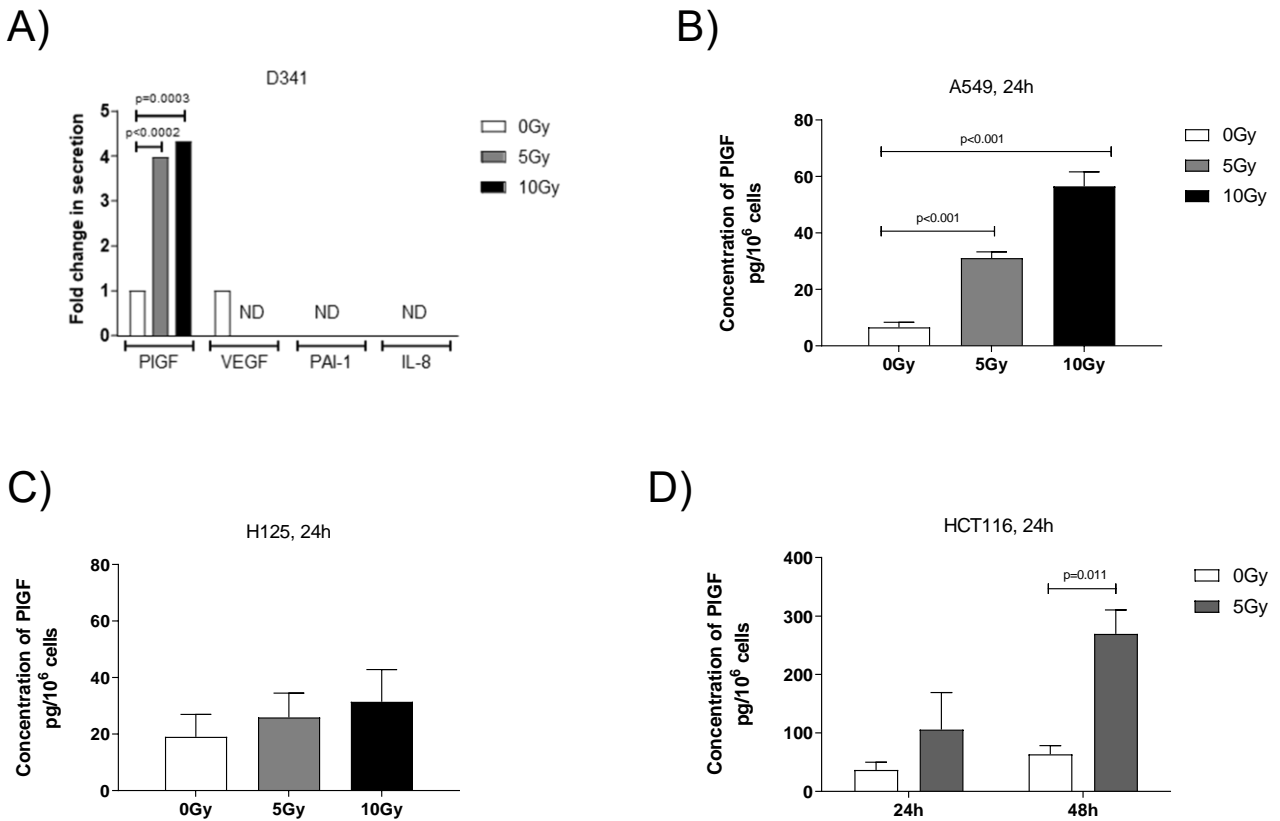 A)
D341
Fold change in secretion
5
4
3
2
1
0
p=0.0003
p<0.0002
ND
ND
ND
PlGF
VEGF
PAI-1
IL-8
0Gy
5Gy
10Gy
B)
A549, 24h
Concentration of PlGF
pg/10⁶ cells
80
60
40
20
0
p<0.001
p<0.001
0Gy
5Gy
10Gy
0Gy
5Gy
10Gy
C)
H125, 24h
Concentration of PlGF
pg/10⁶ cells
80
60
40
20
0
0Gy
5Gy
10Gy
D)
HCT116, 24h
Concentration of PlGF
pg/10⁶ cells
400
300
200
100
0
p=0.011
24h
48h
0Gy
5Gy